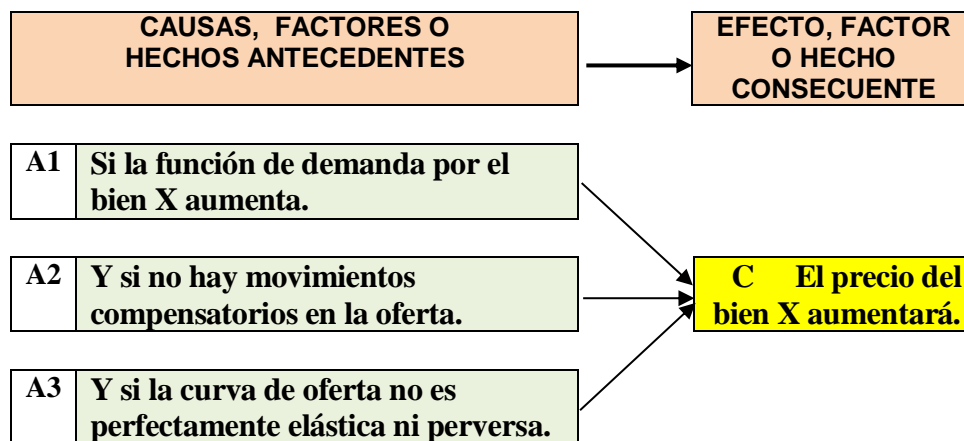 CAUSAS, FACTORES O
HECHOS ANTECEDENTES
EFECTO, FACTOR
O HECHO
CONSECUENTE
A1 Si la función de demanda por el
bien X aumenta.
A2 Y si no hay movimientos
compensatorios en la oferta.
C El precio del
bien X aumentará.
A3 Y si la curva de oferta no es
perfectamente elástica ni perversa.